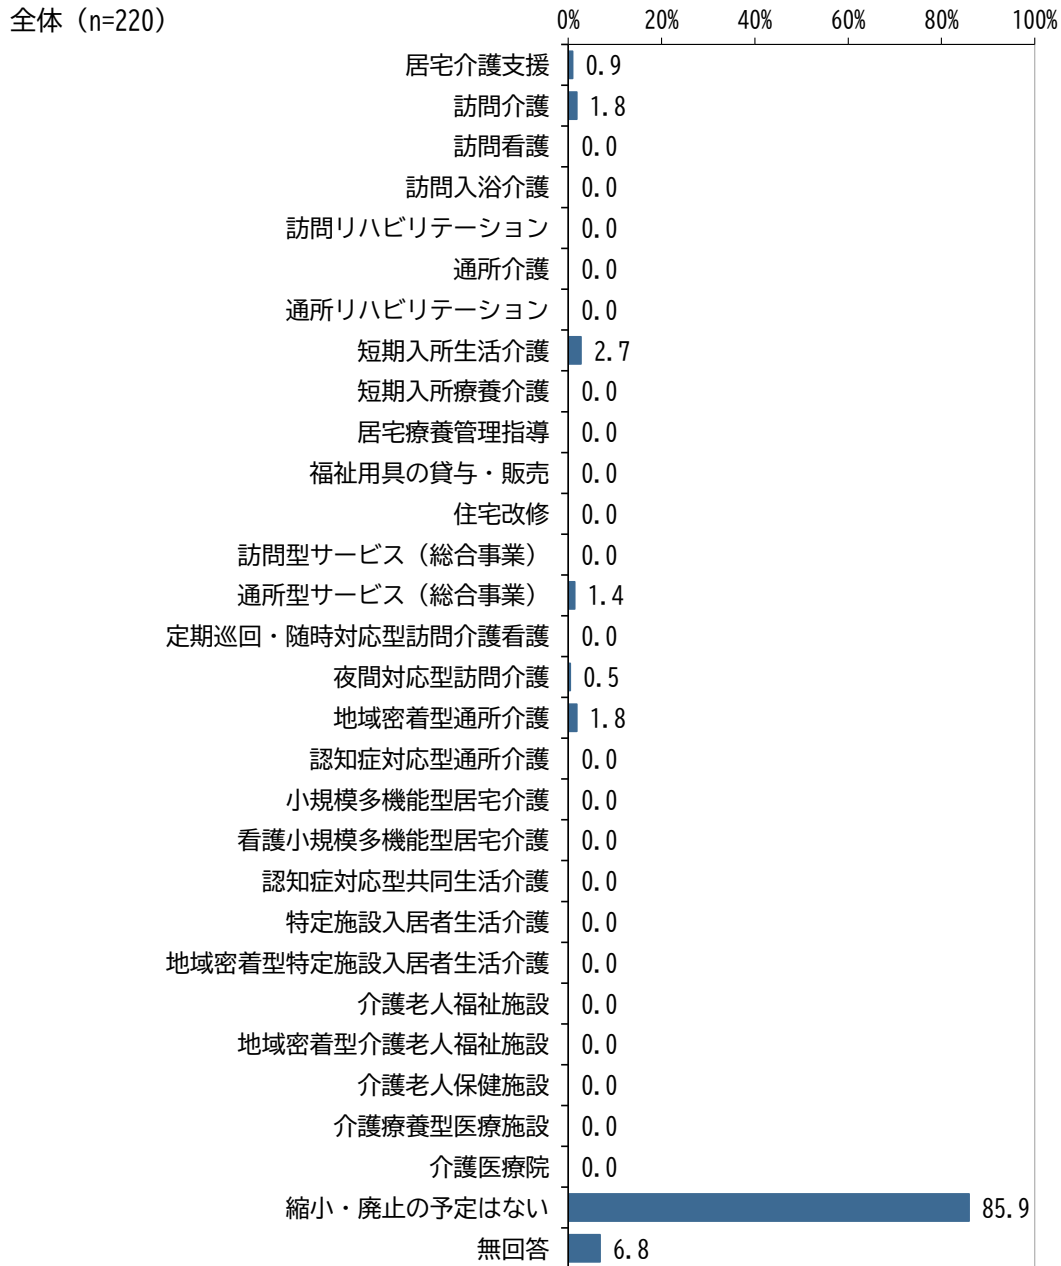 全体（n=220）
0% 20% 40% 60% 80% 100%
居宅介護支援 0.9
訪問介護 1.8
訪問看護 0.0
訪問入浴介護 0.0
訪問リハビリテーション 0.0
通所介護 0.0
通所リハビリテーション 0.0
短期入所生活介護 2.7
短期入所療養介護 0.0
居宅療養管理指導 0.0
福祉用具の貸与・販売 0.0
住宅改修 0.0
訪問型サービス（総合事業） 0.0
通所型サービス（総合事業） 1.4
定期巡回・随時対応型訪問介護看護 0.0
夜間対応型訪問介護 0.5
地域密着型通所介護 1.8
認知症対応型通所介護 0.0
小規模多機能型居宅介護 0.0
看護小規模多機能型居宅介護 0.0
認知症対応型共同生活介護 0.0
特定施設入居者生活介護 0.0
地域密着型特定施設入居者生活介護 0.0
介護老人福祉施設 0.0
地域密着型介護老人福祉施設 0.0
介護老人保健施設 0.0
介護療養型医療施設 0.0
介護医療院 0.0
縮小・廃止の予定はない 85.9
無回答 6.8